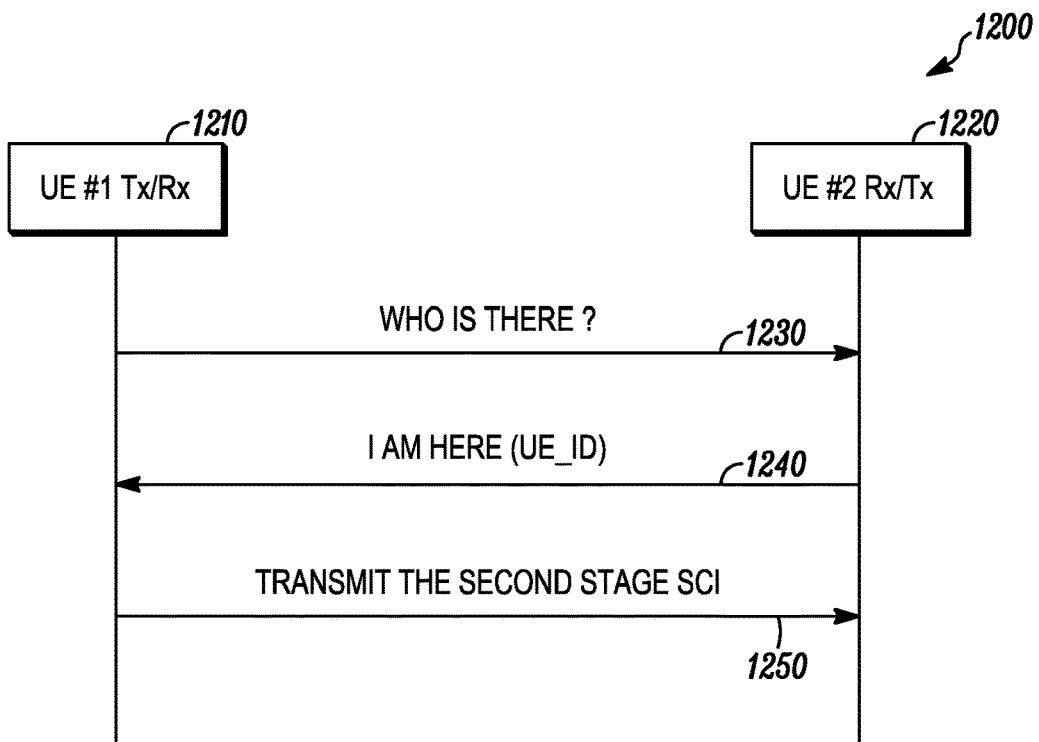 1200
1210
1220
UE #1 Tx/Rx
UE #2 Rx/Tx
WHO IS THERE ?
1230
I AM HERE (UE_ID)
1240
TRANSMIT THE SECOND STAGE SCI
1250